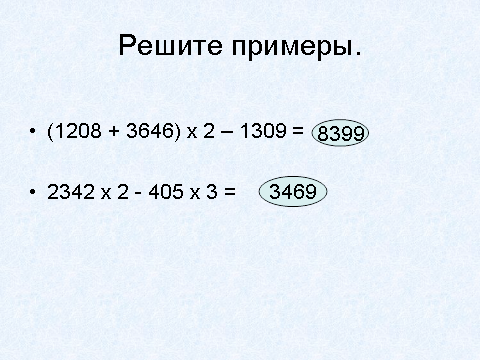 Решите примеры.
• (1208 + 3646) х 2 – 1309 = 8399
• 2342 х 2 - 405 х 3 = 3469